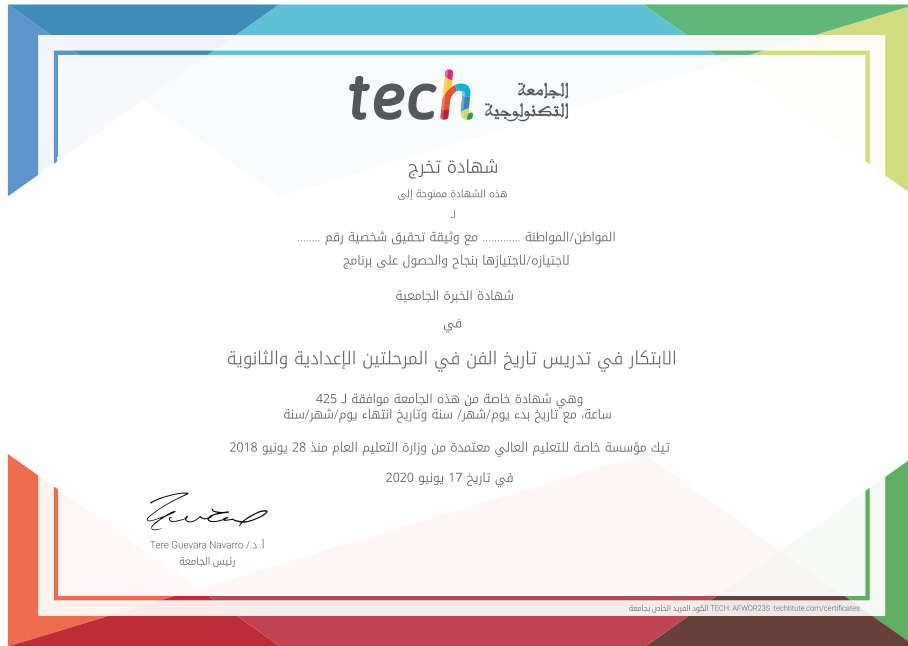 tech الجامعة
التكنولوجية
شهادة تخرج
هذه الشهادة ممنوحة إلى
لـ
المواطن/المواطنة ............. مع وثيقة تحقيق شخصية رقم ........
لاجتيازه/لاجتيازها بنجاح والحصول على برنامج
شهادة الخبرة الجامعية
في
الابتكار في تدريس تاريخ الفن في المرحلتين الإعدادية والثانوية
وهي شهادة خاصة من هذه الجامعة موافقة لـ 425
ساعة، مع تاريخ بدء يوم/شهر/ سنة وتاريخ انتهاء يوم/شهر/سنة
تيك مؤسسة خاصة للتعليم العالي معتمدة من وزارة التعليم العام منذ 28 يونيو 2018
في تاريخ 17 يونيو 2020
أ. د./ Tere Guevara Navarro
رئيس الجامعة
الكود الفريد الخاص بجامعة TECH: AFWOR23S techtitute.com/certificates